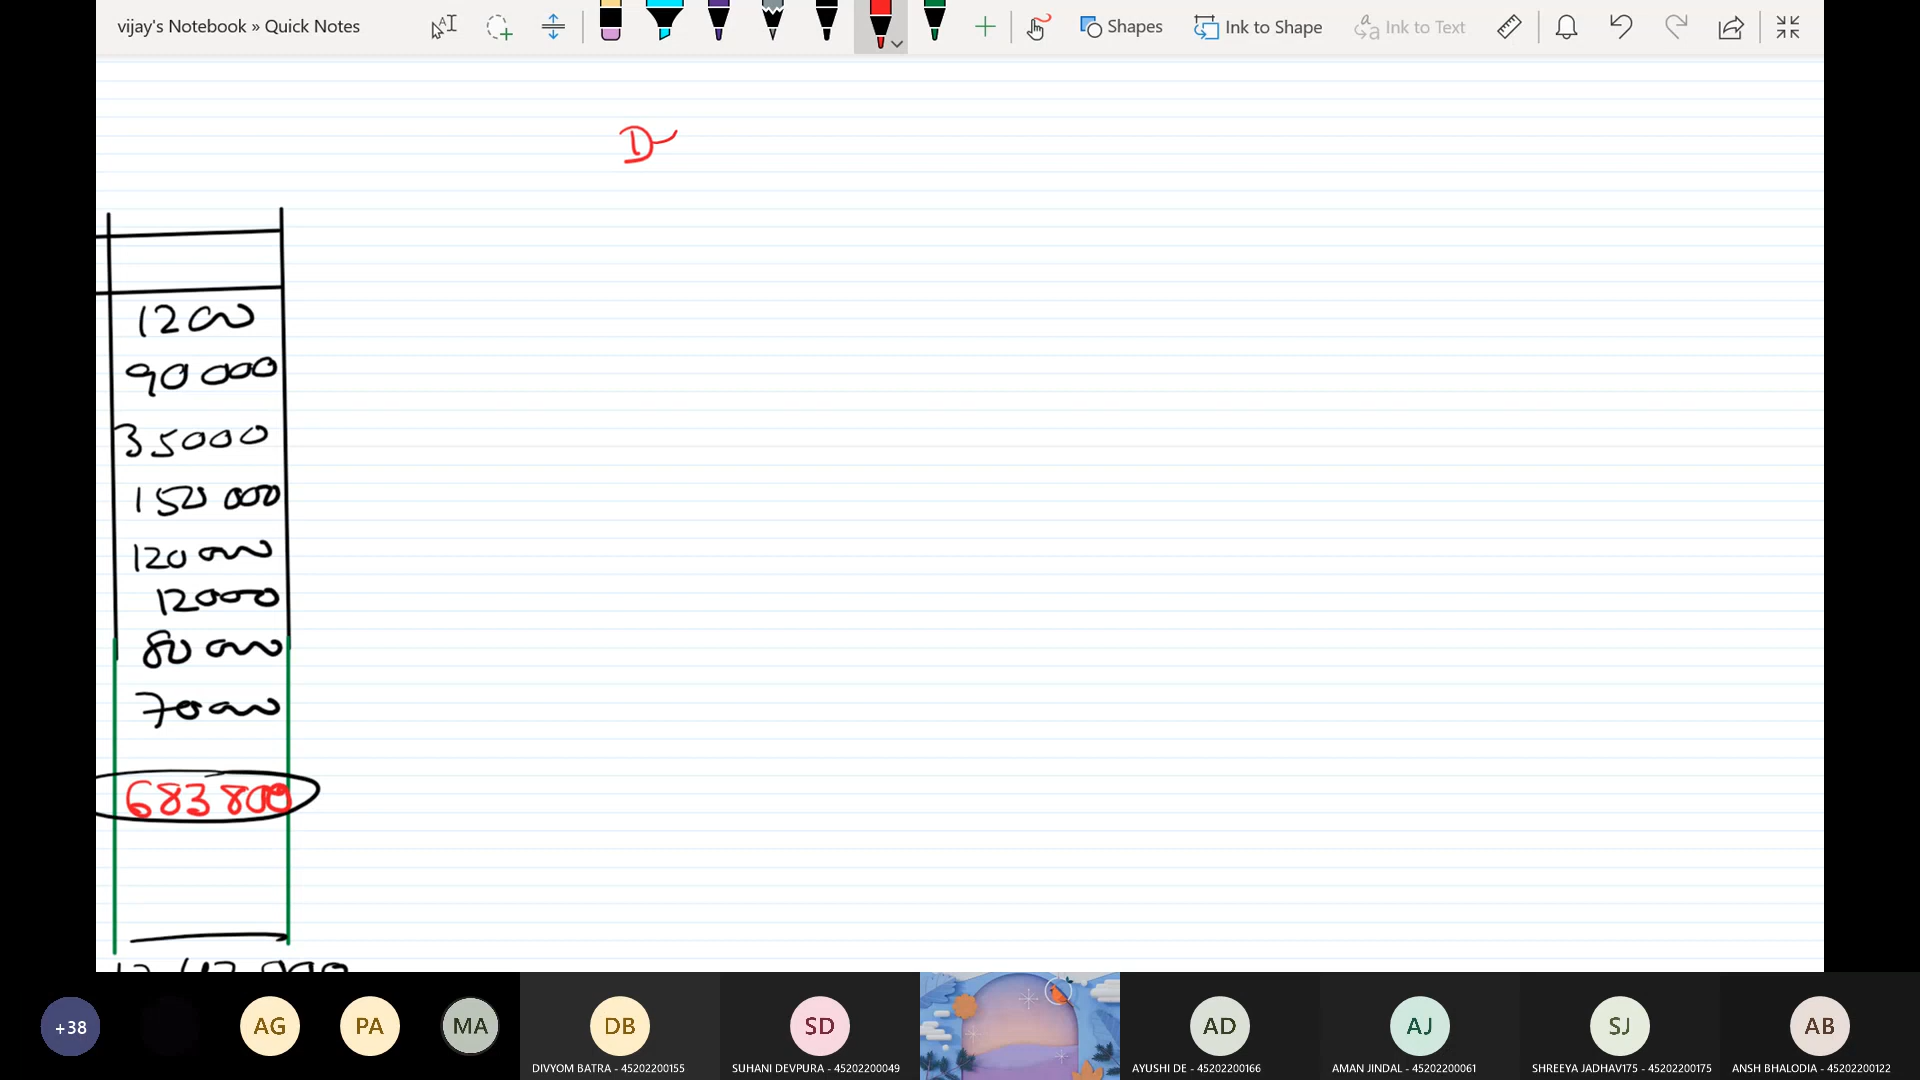 vijay's Notebook » Quick Notes
Shapes
Ink to Shape
Ink to Text
D
1200
90000
35000
150000
120000
12000
80000
70000
683800
+38
AG
PA
MA
DB
SD
AD
AJ
SJ
AB
DIVYOM BATRA - 45202200155
SUHANI DEVPURA - 45202200049
AYUSHI DE - 45202200166
AMAN JINDAL - 45202200061
SHREEYA JADHAV175 - 45202200175
ANSH BHALODIA - 45202200122